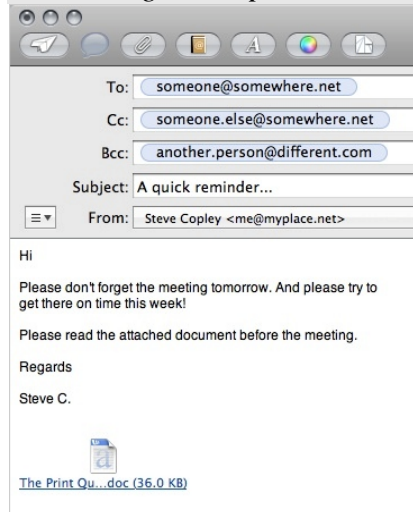 To: someone@somewhere.net
Cc: someone.else@somewhere.net
Bcc: another.person@different.com
Subject: A quick reminder...
From: Steve Copley <me@myplace.net>
Hi
Please don't forget the meeting tomorrow. And please try to
get there on time this week!
Please read the attached document before the meeting.
Regards
Steve C.
The Print Qu...doc (36.0 KB)